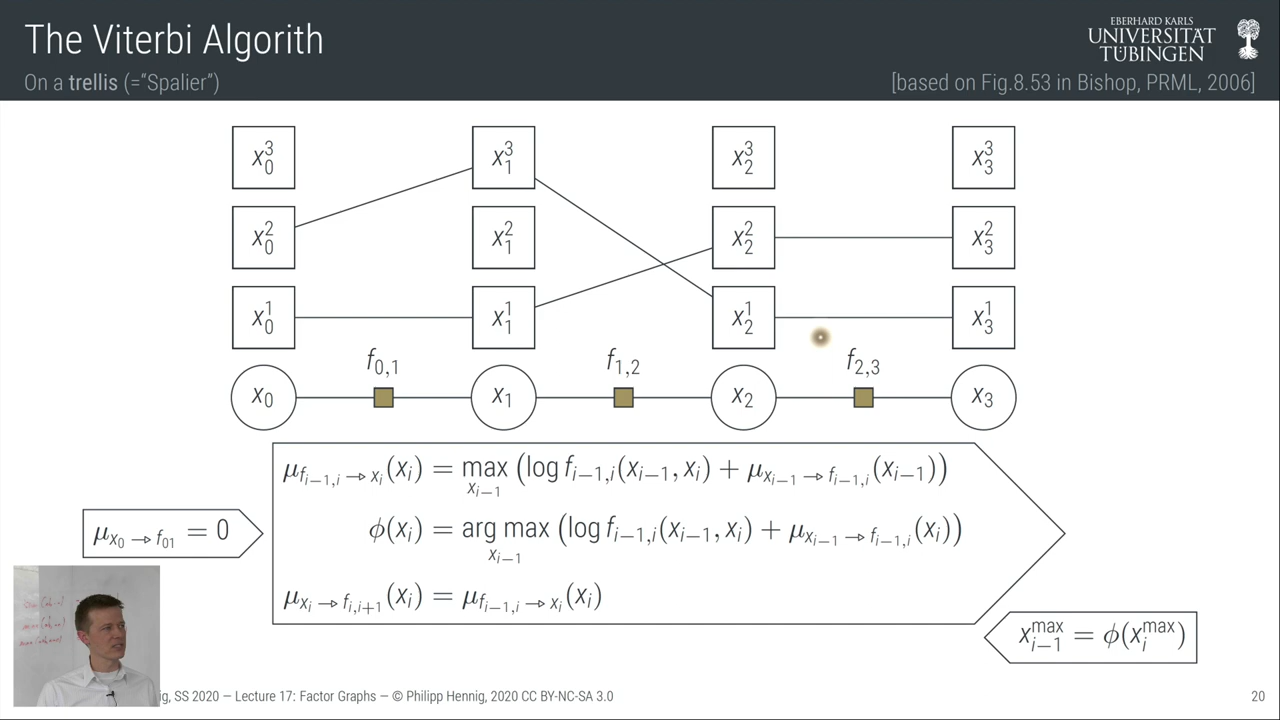 The Viterbi Algorith
On a trellis (="Spalier")
EBERHARD KARLS
UNIVERSITÄT
TÜBINGEN
[based on Fig.8.53 in Bishop, PRML, 2006]
x_0^3 x_1^3 x_2^3 x_3^3
x_0^2 x_1^2 x_2^2 x_3^2
x_0^1 x_1^1 x_2^1 x_3^1
f_{0,1} f_{1,2} f_{2,3}
x_0 x_1 x_2 x_3
μ_{f_{i−1,i}→x_i}(x_i) = max_{x_{i−1}} (log f_{i−1,i}(x_{i−1}, x_i) + μ_{x_{i−1}→f_{i−1,i}}(x_{i−1}))
μ_{x_0→f_{01}} = 0
ϕ(x_i) = arg max_{x_{i−1}} (log f_{i−1,i}(x_{i−1}, x_i) + μ_{x_{i−1}→f_{i−1,i}}(x_i))
μ_{x_i→f_{i,i+1}}(x_i) = μ_{f_{i−1,i}→x_i}(x_i)
x_{i−1}^{max} = ϕ(x_i^{max})
ig, SS 2020 — Lecture 17: Factor Graphs — © Philipp Hennig, 2020 CC BY-NC-SA 3.0
20